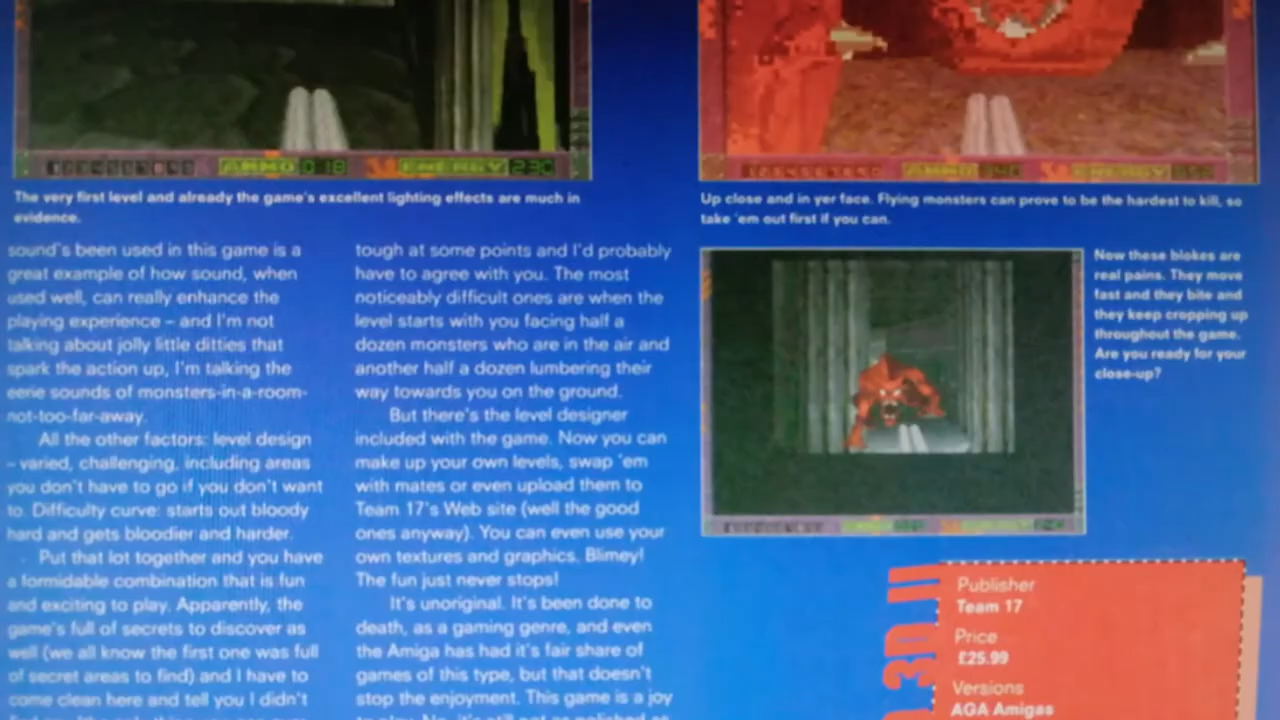 AMMO 018 ENERGY 230
The very first level and already the game's excellent lighting effects are much in
evidence.
sound's been used in this game is a
great example of how sound, when
used well, can really enhance the
playing experience – and I'm not
talking about jolly little ditties that
spark the action up, I'm talking the
eerie sounds of monsters-in-a-room-
not-too-far-away.
All the other factors: level design
– varied, challenging, including areas
you don't have to go if you don't want
to. Difficulty curve: starts out bloody
hard and gets bloodier and harder.
Put that lot together and you have
a formidable combination that is fun
and exciting to play. Apparently, the
game's full of secrets to discover as
well (we all know the first one was full
of secret areas to find) and I have to
come clean here and tell you I didn't
tough at some points and I'd probably
have to agree with you. The most
noticeably difficult ones are when the
level starts with you facing half a
dozen monsters who are in the air and
another half a dozen lumbering their
way towards you on the ground.
But there's the level designer
included with the game. Now you can
make up your own levels, swap 'em
with mates or even upload them to
Team 17's Web site (well the good
ones anyway). You can even use your
own textures and graphics. Blimey!
The fun just never stops!
It's unoriginal. It's been done to
death, as a gaming genre, and even
the Amiga has had it's fair share of
games of this type, but that doesn't
stop the enjoyment. This game is a joy
to play. No, it's still not as polished as
AMMO ENERGY
Up close and in yer face. Flying monsters can prove to be the hardest to kill, so
take 'em out first if you can.
Now these blokes are
real pains. They move
fast and they bite and
they keep cropping up
throughout the game.
Are you ready for your
close-up?
3D II
Publisher
Team 17
Price
£25.99
Versions
AGA Amigas